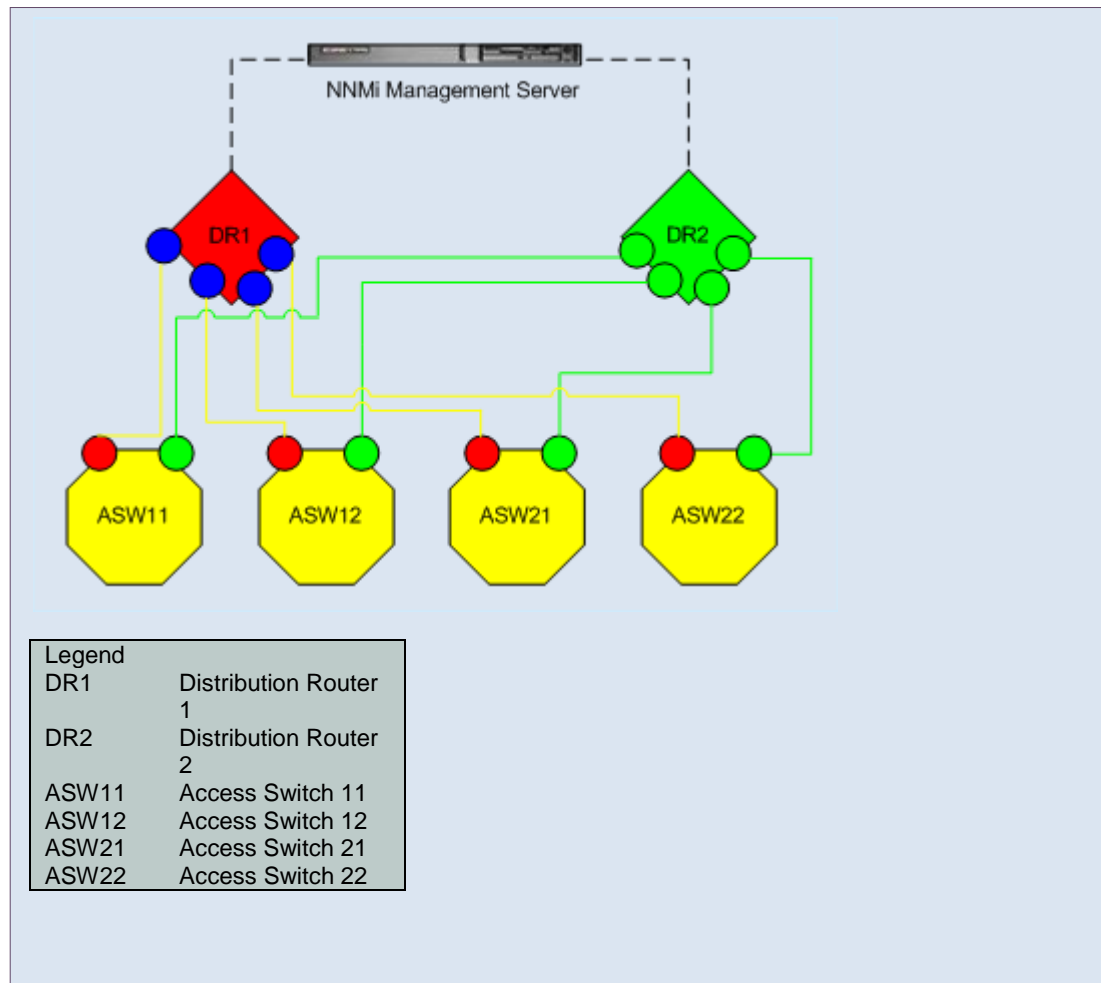 NNMi Management Server
DR1
DR2
ASW11
ASW12
ASW21
ASW22
Legend
DR1 Distribution Router
1
DR2 Distribution Router
2
ASW11 Access Switch 11
ASW12 Access Switch 12
ASW21 Access Switch 21
ASW22 Access Switch 22